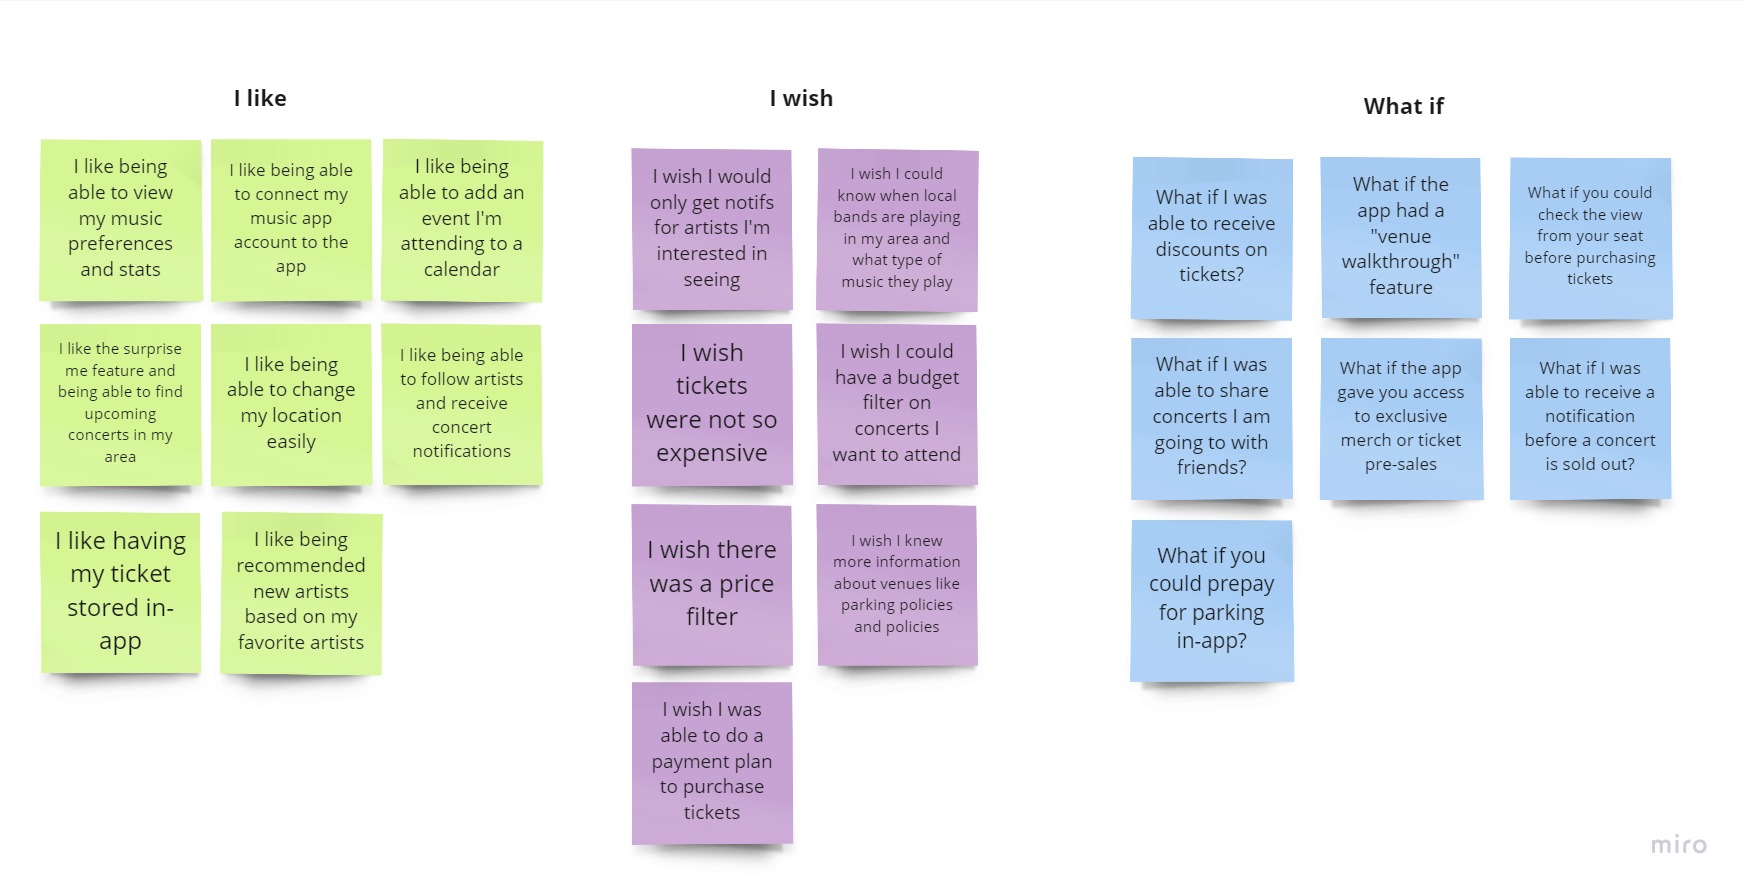 I like
I like being
able to view
my music
preferences
and stats
I like being able
to connect my
music app
account to the
app
I like being
able to add an
event I'm
attending to a
calendar
I like the surprise
me feature and
being able to find
upcoming
concerts in my
area
I like being
able to change
my location
easily
I like being able
to follow artists
and receive
concert
notifications
I like having
my ticket
stored in-
app
I like being
recommended
new artists
based on my
favorite artists
I wish
I wish I would
only get notifs
for artists I'm
interested in
seeing
I wish I could
know when local
bands are playing
in my area and
what type of
music they play
I wish
tickets
were not so
expensive
I wish I could
have a budget
filter on
concerts I
want to attend
I wish there
was a price
filter
I wish I knew
more information
about venues like
parking policies
and policies
I wish I was
able to do a
payment plan
to purchase
tickets
What if
What if I was
able to receive
discounts on
tickets?
What if the
app had a
"venue
walkthrough"
feature
What if you could
check the view
from your seat
before purchasing
tickets
What if I was
able to share
concerts I am
going to with
friends?
What if the app
gave you access
to exclusive
merch or ticket
pre-sales
What if I was
able to receive a
notification
before a concert
is sold out?
What if you
could prepay
for parking
in-app?
miro